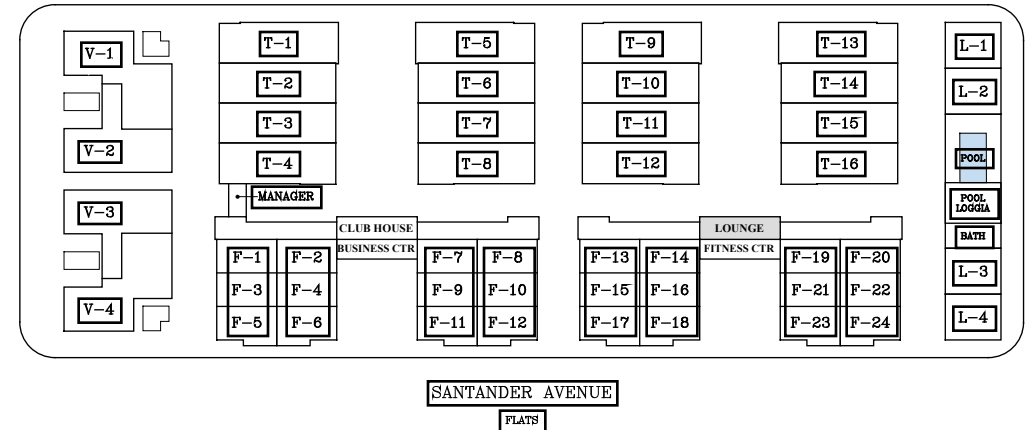 V-1
V-2
V-3
V-4
T-1
T-2
T-3
T-4
MANAGER
T-5
T-6
T-7
T-8
T-9
T-10
T-11
T-12
T-13
T-14
T-15
T-16
L-1
L-2
POOL
POOL
LOGGIA
BATH
L-3
L-4
CLUB HOUSE
BUSINESS CTR
LOUNGE
FITNESS CTR
F-1
F-2
F-3
F-4
F-5
F-6
F-7
F-8
F-9
F-10
F-11
F-12
F-13
F-14
F-15
F-16
F-17
F-18
F-19
F-20
F-21
F-22
F-23
F-24
SANTANDER AVENUE
FLATS